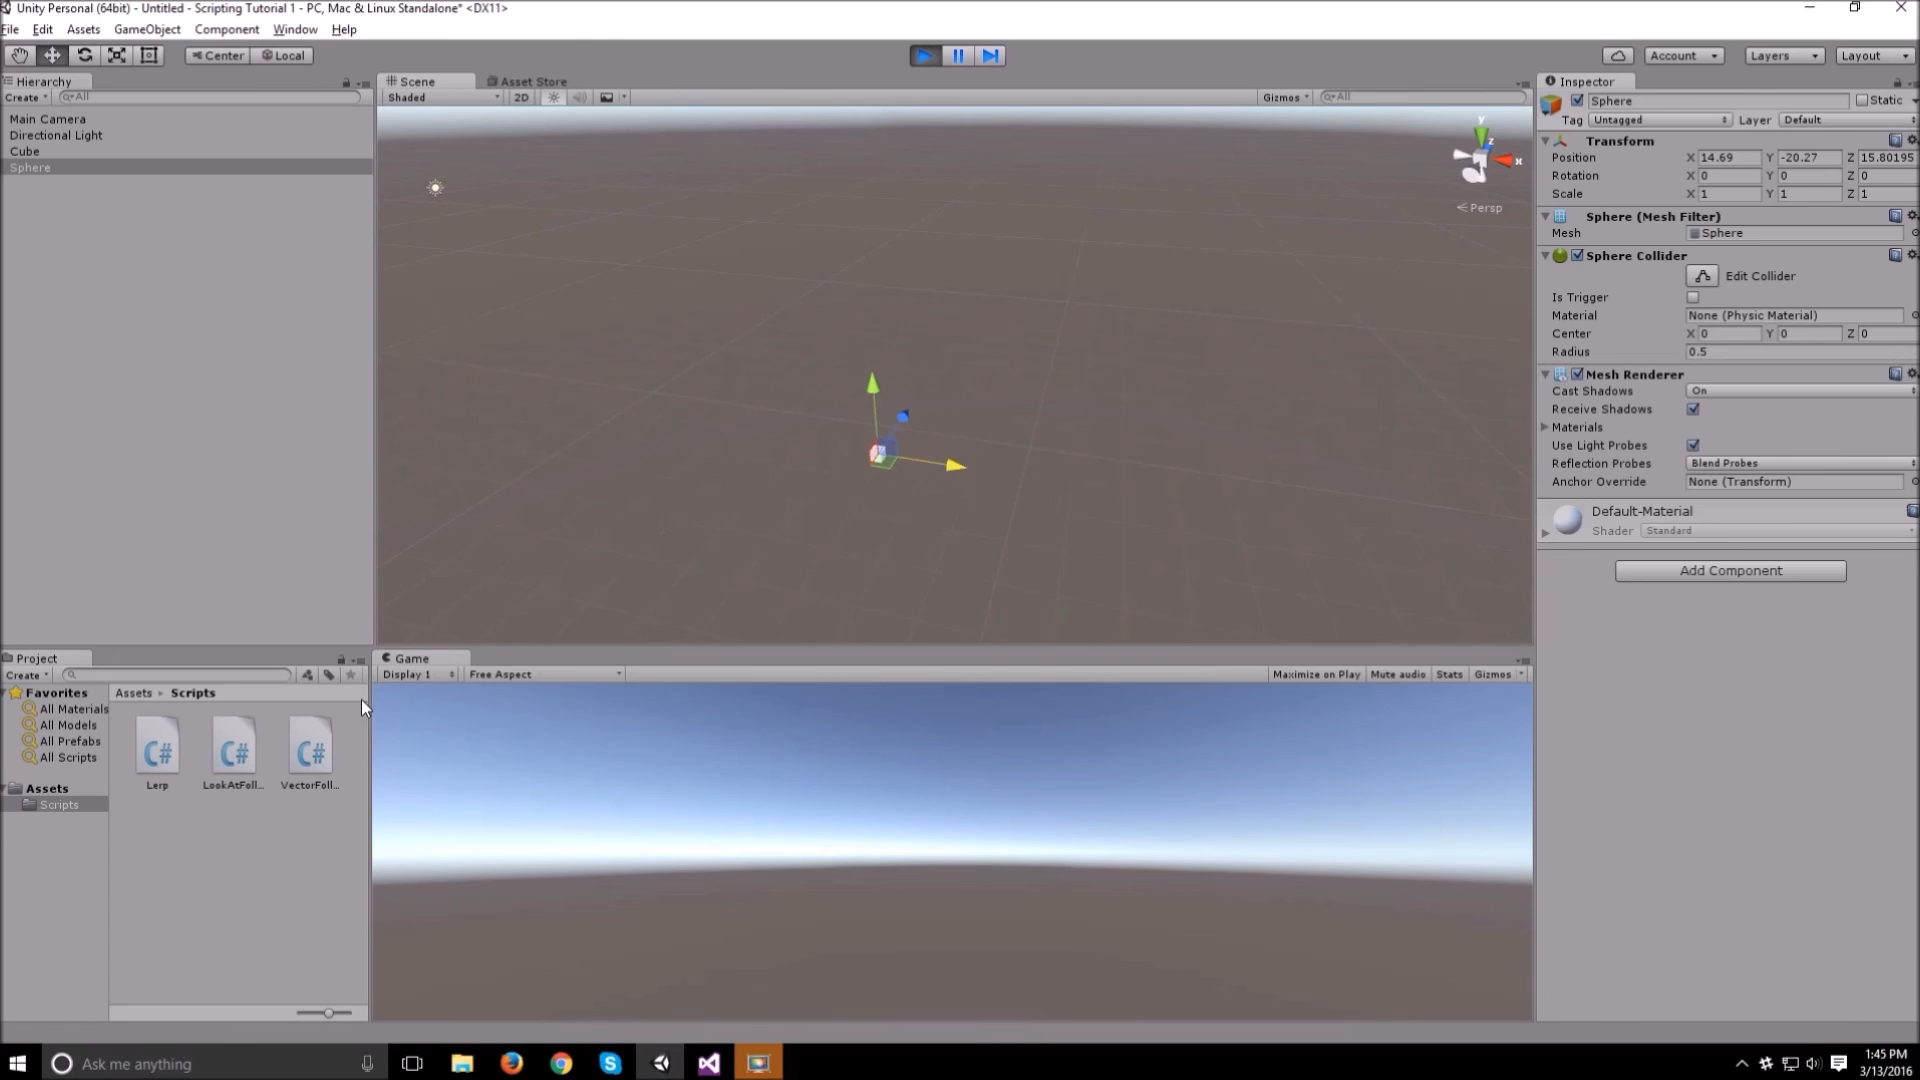 Unity Personal (64bit) - Untitled - Scripting Tutorial 1 - PC, Mac & Linux Standalone* <DX11>
File Edit Assets GameObject Component Window Help
Center Local
Account Layers Layout
Hierarchy
Create All
Main Camera
Directional Light
Cube
Sphere
Scene Asset Store
Shaded 2D Gizmos All
y
z
x
Persp
Inspector
Sphere Static
Tag Untagged Layer Default
Transform
Position X 14.69 Y -20.27 Z 15.80195
Rotation X 0 Y 0 Z 0
Scale X 1 Y 1 Z 1
Sphere (Mesh Filter)
Mesh Sphere
Sphere Collider
Edit Collider
Is Trigger
Material None (Physic Material)
Center X 0 Y 0 Z 0
Radius 0.5
Mesh Renderer
Cast Shadows On
Receive Shadows
Materials
Use Light Probes
Reflection Probes Blend Probes
Anchor Override None (Transform)
Default-Material
Shader Standard
Add Component
Project
Create
Favorites
All Materials
All Models
All Prefabs
All Scripts
Assets
Scripts
Assets Scripts
C# C# C#
Lerp LookAtFoll... VectorFoll...
Game
Display 1 Free Aspect Maximize on Play Mute audio Stats Gizmos
Ask me anything
1:45 PM
3/13/2016